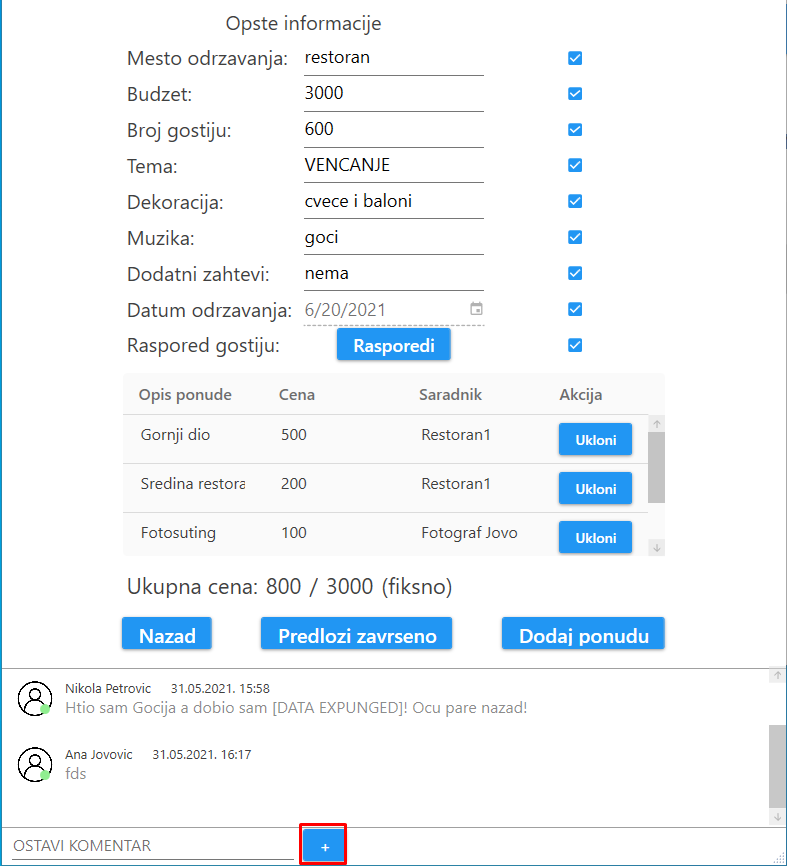 Opste informacije
Mesto odrzavanja: restoran
Budzet: 3000
Broj gostiju: 600
Tema: VENCANJE
Dekoracija: cvece i baloni
Muzika: goci
Dodatni zahtevi: nema
Datum odrzavanja: 6/20/2021
Raspored gostiju: Rasporedi
Opis ponude Cena Saradnik Akcija
Gornji dio 500 Restoran1 Ukloni
Sredina restora 200 Restoran1 Ukloni
Fotosuting 100 Fotograf Jovo Ukloni
Ukupna cena: 800 / 3000 (fiksno)
Nazad Predlozi zavrseno Dodaj ponudu
Nikola Petrovic 31.05.2021. 15:58
Htio sam Gocija a dobio sam [DATA EXPUNGED]! Ocu pare nazad!
Ana Jovovic 31.05.2021. 16:17
fds
OSTAVI KOMENTAR +